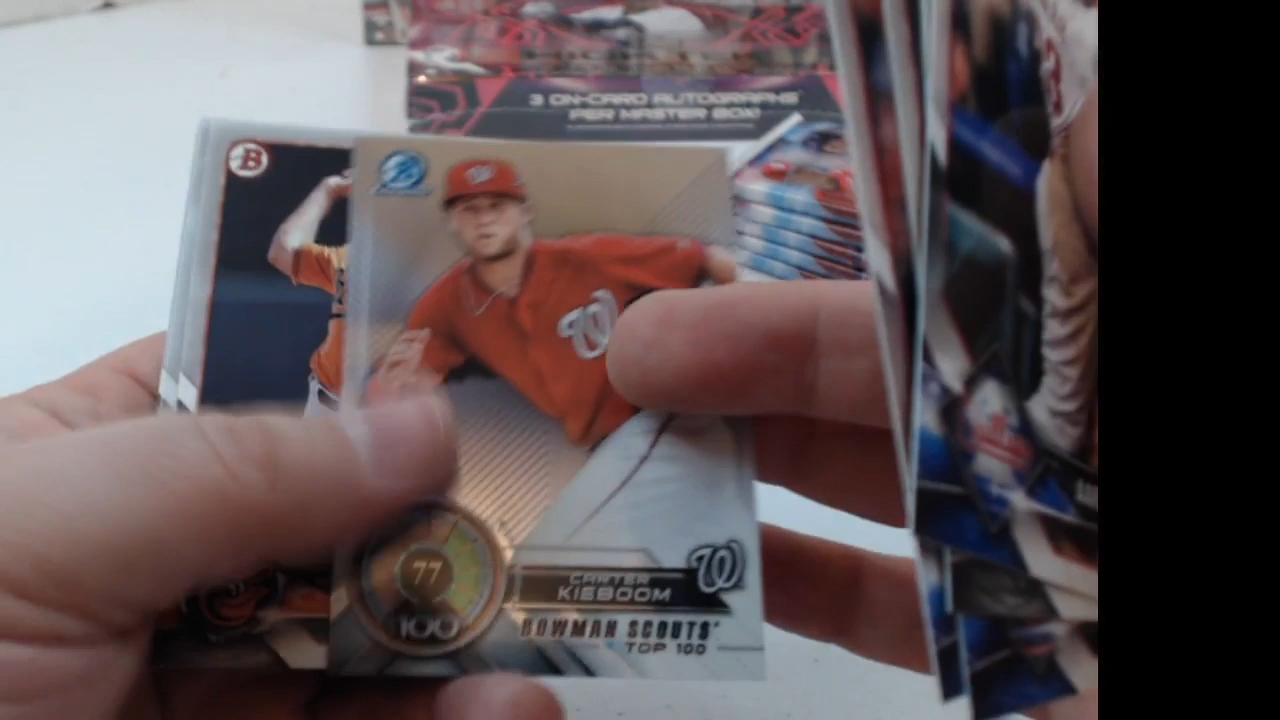 3 ON-CARD AUTOGRAPHS
PER MASTER BOX!
B
W
W
77
100
W
CARTER
KIEBOOM
BOWMAN SCOUTS'
TOP 100